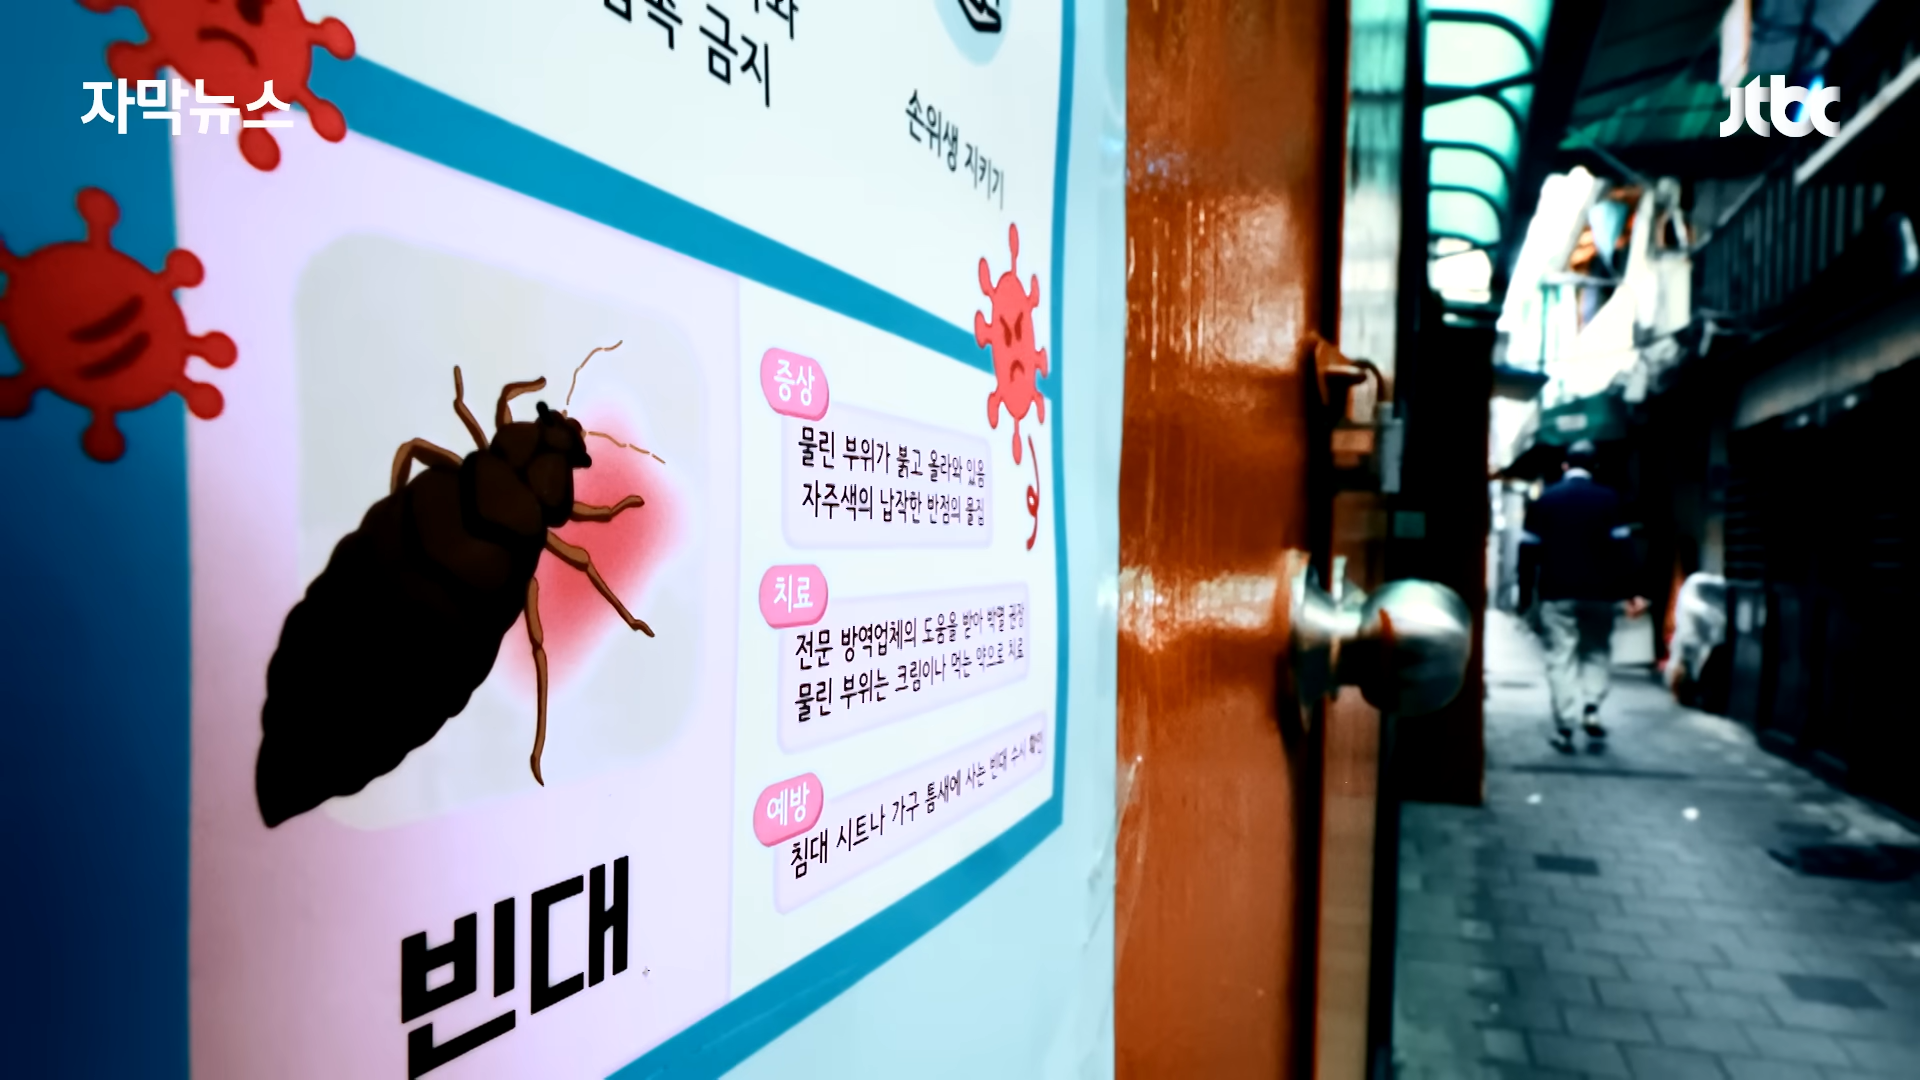 금지
손위생 지키기
자막뉴스
jtbc
증상
물린 부위가 붉고 올라와 있음
자주색의 납작한 반점의 물집
치료
전문 방역업체의 도움을 받아 박멸 권장
물린 부위는 크림이나 먹는 약으로 치료
예방
침대 시트나 가구 틈새에 사는 빈대 수시 확인
빈대